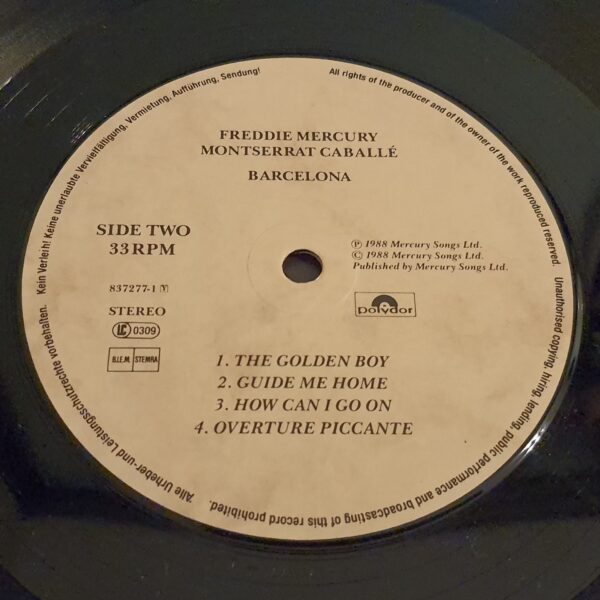 Alle Urheber-und Leistungsschutzrechte vorbehalten. Kein Verleih! Keine unerlaubte Vervielfältigung, Vermietung, Aufführung, Sendung!
All rights of the producer and of the owner of the work reproduced reserved. Unauthorised copying, hiring, lending, public performance and broadcasting of this record prohibited.
FREDDIE MERCURY
MONTSERRAT CABALLÉ
BARCELONA
SIDE TWO
33 RPM
837277-1 Y
STEREO
LC 0309
B.I.E.M. STEMRA
Ⓟ 1988 Mercury Songs Ltd.
© 1988 Mercury Songs Ltd.
Published by Mercury Songs Ltd.
polydor
1. THE GOLDEN BOY
2. GUIDE ME HOME
3. HOW CAN I GO ON
4. OVERTURE PICCANTE